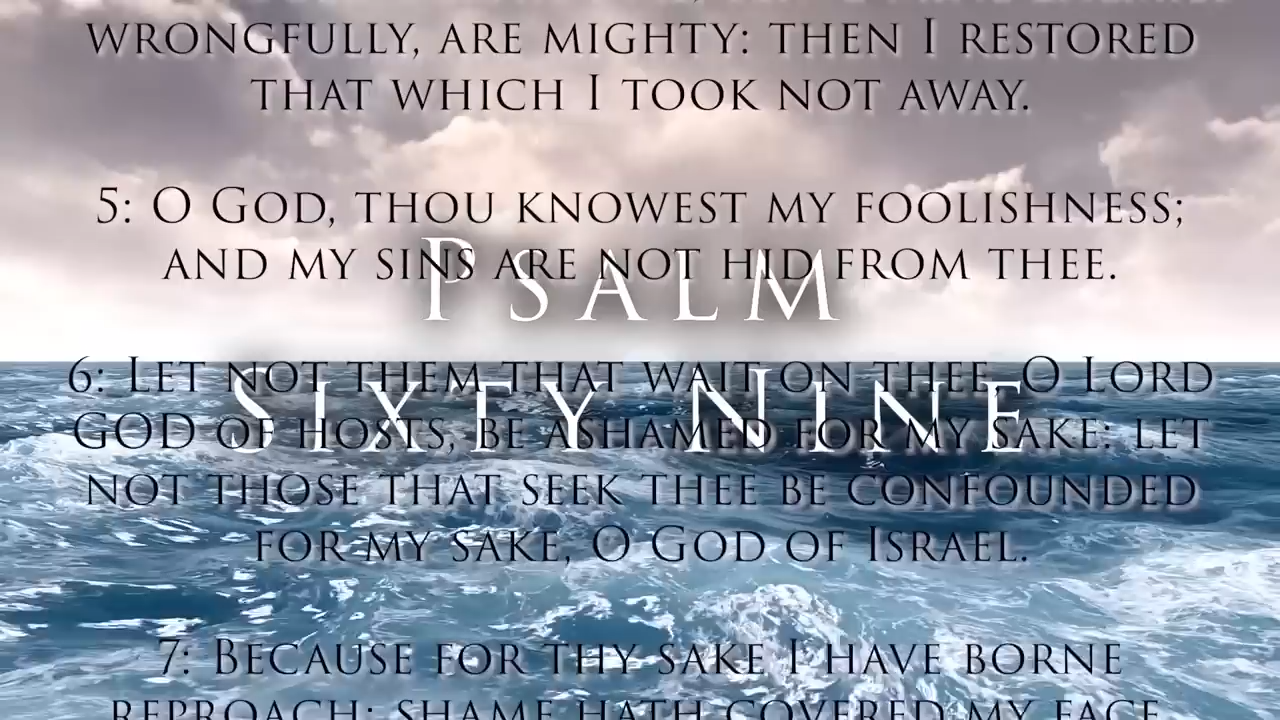 WRONGFULLY, ARE MIGHTY: THEN I RESTORED
THAT WHICH I TOOK NOT AWAY.
5: O GOD, THOU KNOWEST MY FOOLISHNESS;
AND MY SINS ARE NOT HID FROM THEE.
PSALM
6: LET NOT THEM THAT WAIT ON THEE, O LORD
SIXTY NINE
GOD OF HOSTS, BE ASHAMED FOR MY SAKE: LET
NOT THOSE THAT SEEK THEE BE CONFOUNDED
FOR MY SAKE, O GOD OF ISRAEL.
7: BECAUSE FOR THY SAKE I HAVE BORNE
REPROACH; SHAME HATH COVERED MY FACE.